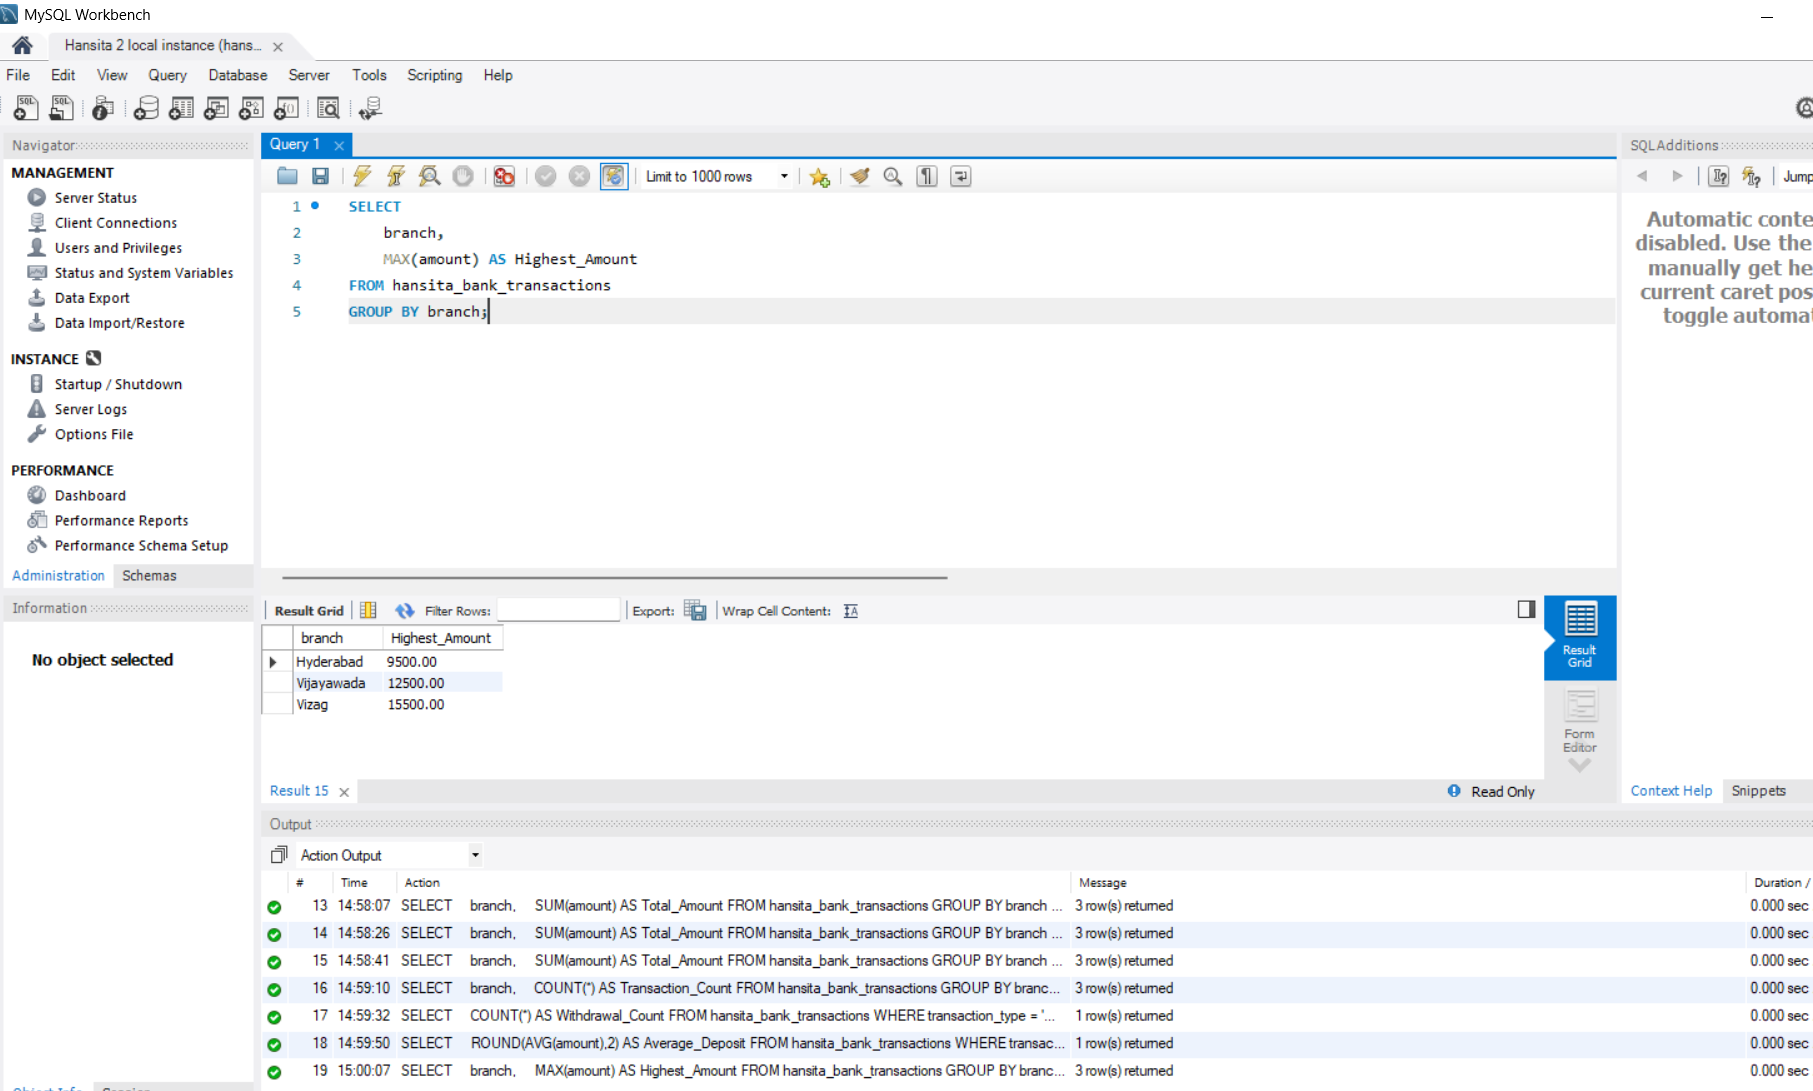 MySQL Workbench
Hansita 2 local instance (hans...
File Edit View Query Database Server Tools Scripting Help
Navigator
MANAGEMENT
Server Status
Client Connections
Users and Privileges
Status and System Variables
Data Export
Data Import/Restore
INSTANCE
Startup / Shutdown
Server Logs
Options File
PERFORMANCE
Dashboard
Performance Reports
Performance Schema Setup
Administration Schemas
Information
No object selected
Query 1
Limit to 1000 rows
1 SELECT
2 branch,
3 MAX(amount) AS Highest_Amount
4 FROM hansita_bank_transactions
5 GROUP BY branch;
Result Grid Filter Rows: Export: Wrap Cell Content:
branch Highest_Amount
Hyderabad 9500.00
Vijayawada 12500.00
Vizag 15500.00
Result Grid
Form Editor
Result 15
Read Only
SQLAdditions
Jump
Automatic conte
disabled. Use the
manually get he
current caret pos
toggle automat
Context Help Snippets
Output
Action Output
# Time Action Message Duration /
13 14:58:07 SELECT branch, SUM(amount) AS Total_Amount FROM hansita_bank_transactions GROUP BY branch ... 3 row(s) returned 0.000 sec
14 14:58:26 SELECT branch, SUM(amount) AS Total_Amount FROM hansita_bank_transactions GROUP BY branch ... 3 row(s) returned 0.000 sec
15 14:58:41 SELECT branch, SUM(amount) AS Total_Amount FROM hansita_bank_transactions GROUP BY branch ... 3 row(s) returned 0.000 sec
16 14:59:10 SELECT branch, COUNT(*) AS Transaction_Count FROM hansita_bank_transactions GROUP BY branc... 3 row(s) returned 0.000 sec
17 14:59:32 SELECT COUNT(*) AS Withdrawal_Count FROM hansita_bank_transactions WHERE transaction_type = '... 1 row(s) returned 0.000 sec
18 14:59:50 SELECT ROUND(AVG(amount),2) AS Average_Deposit FROM hansita_bank_transactions WHERE transac... 1 row(s) returned 0.000 sec
19 15:00:07 SELECT branch, MAX(amount) AS Highest_Amount FROM hansita_bank_transactions GROUP BY branc... 3 row(s) returned 0.000 sec